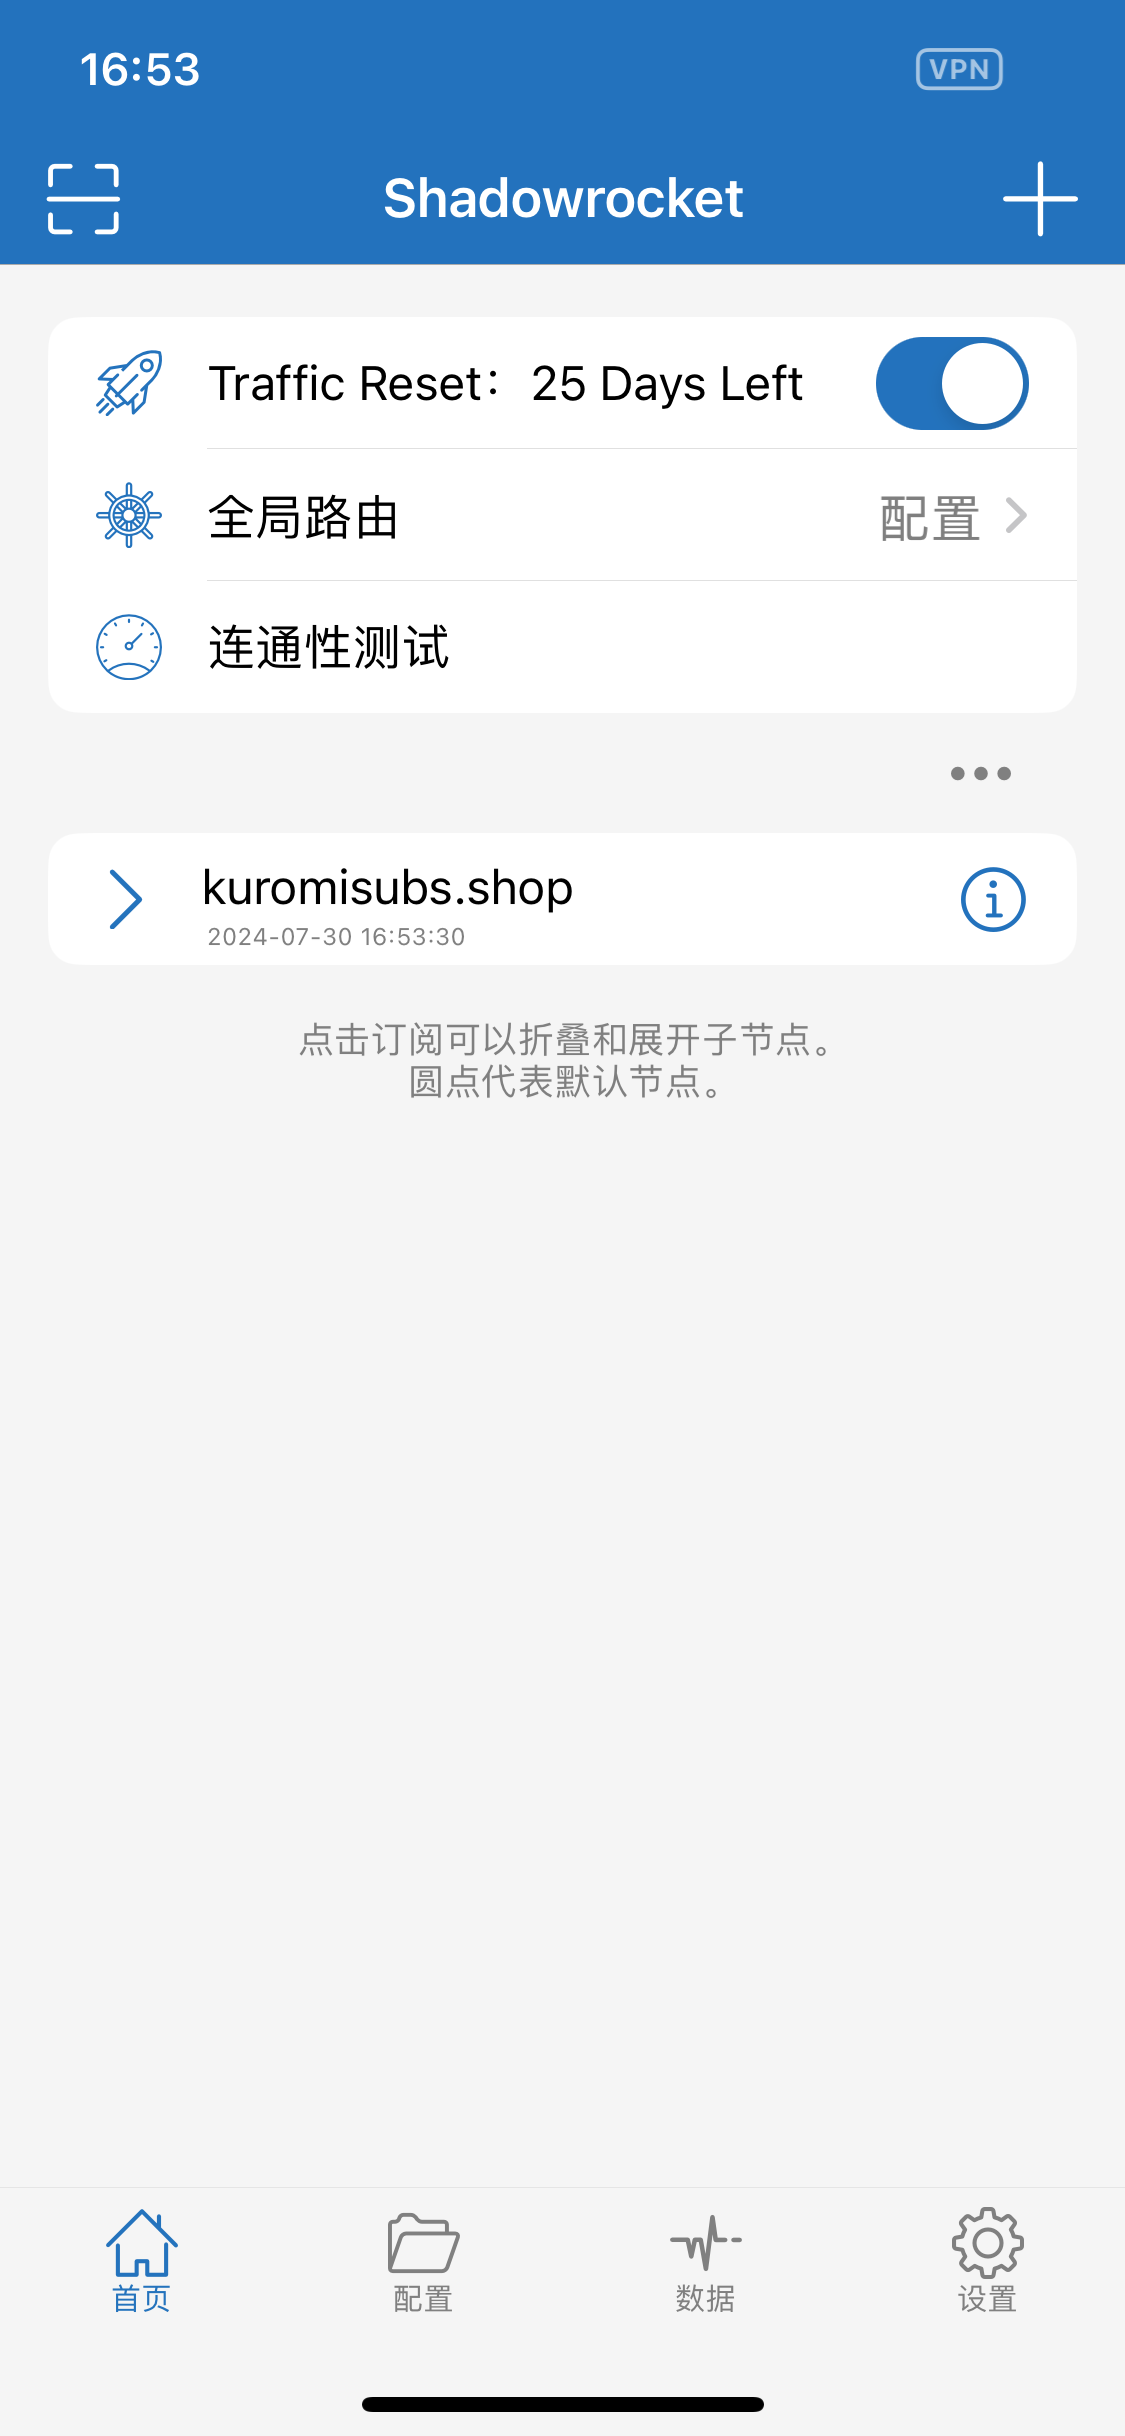 16:53
VPN
Shadowrocket
Traffic Reset：25 Days Left
全局路由
配置
连通性测试
kuromisubs.shop
2024-07-30 16:53:30
点击订阅可以折叠和展开子节点。
圆点代表默认节点。
首页
配置
数据
设置